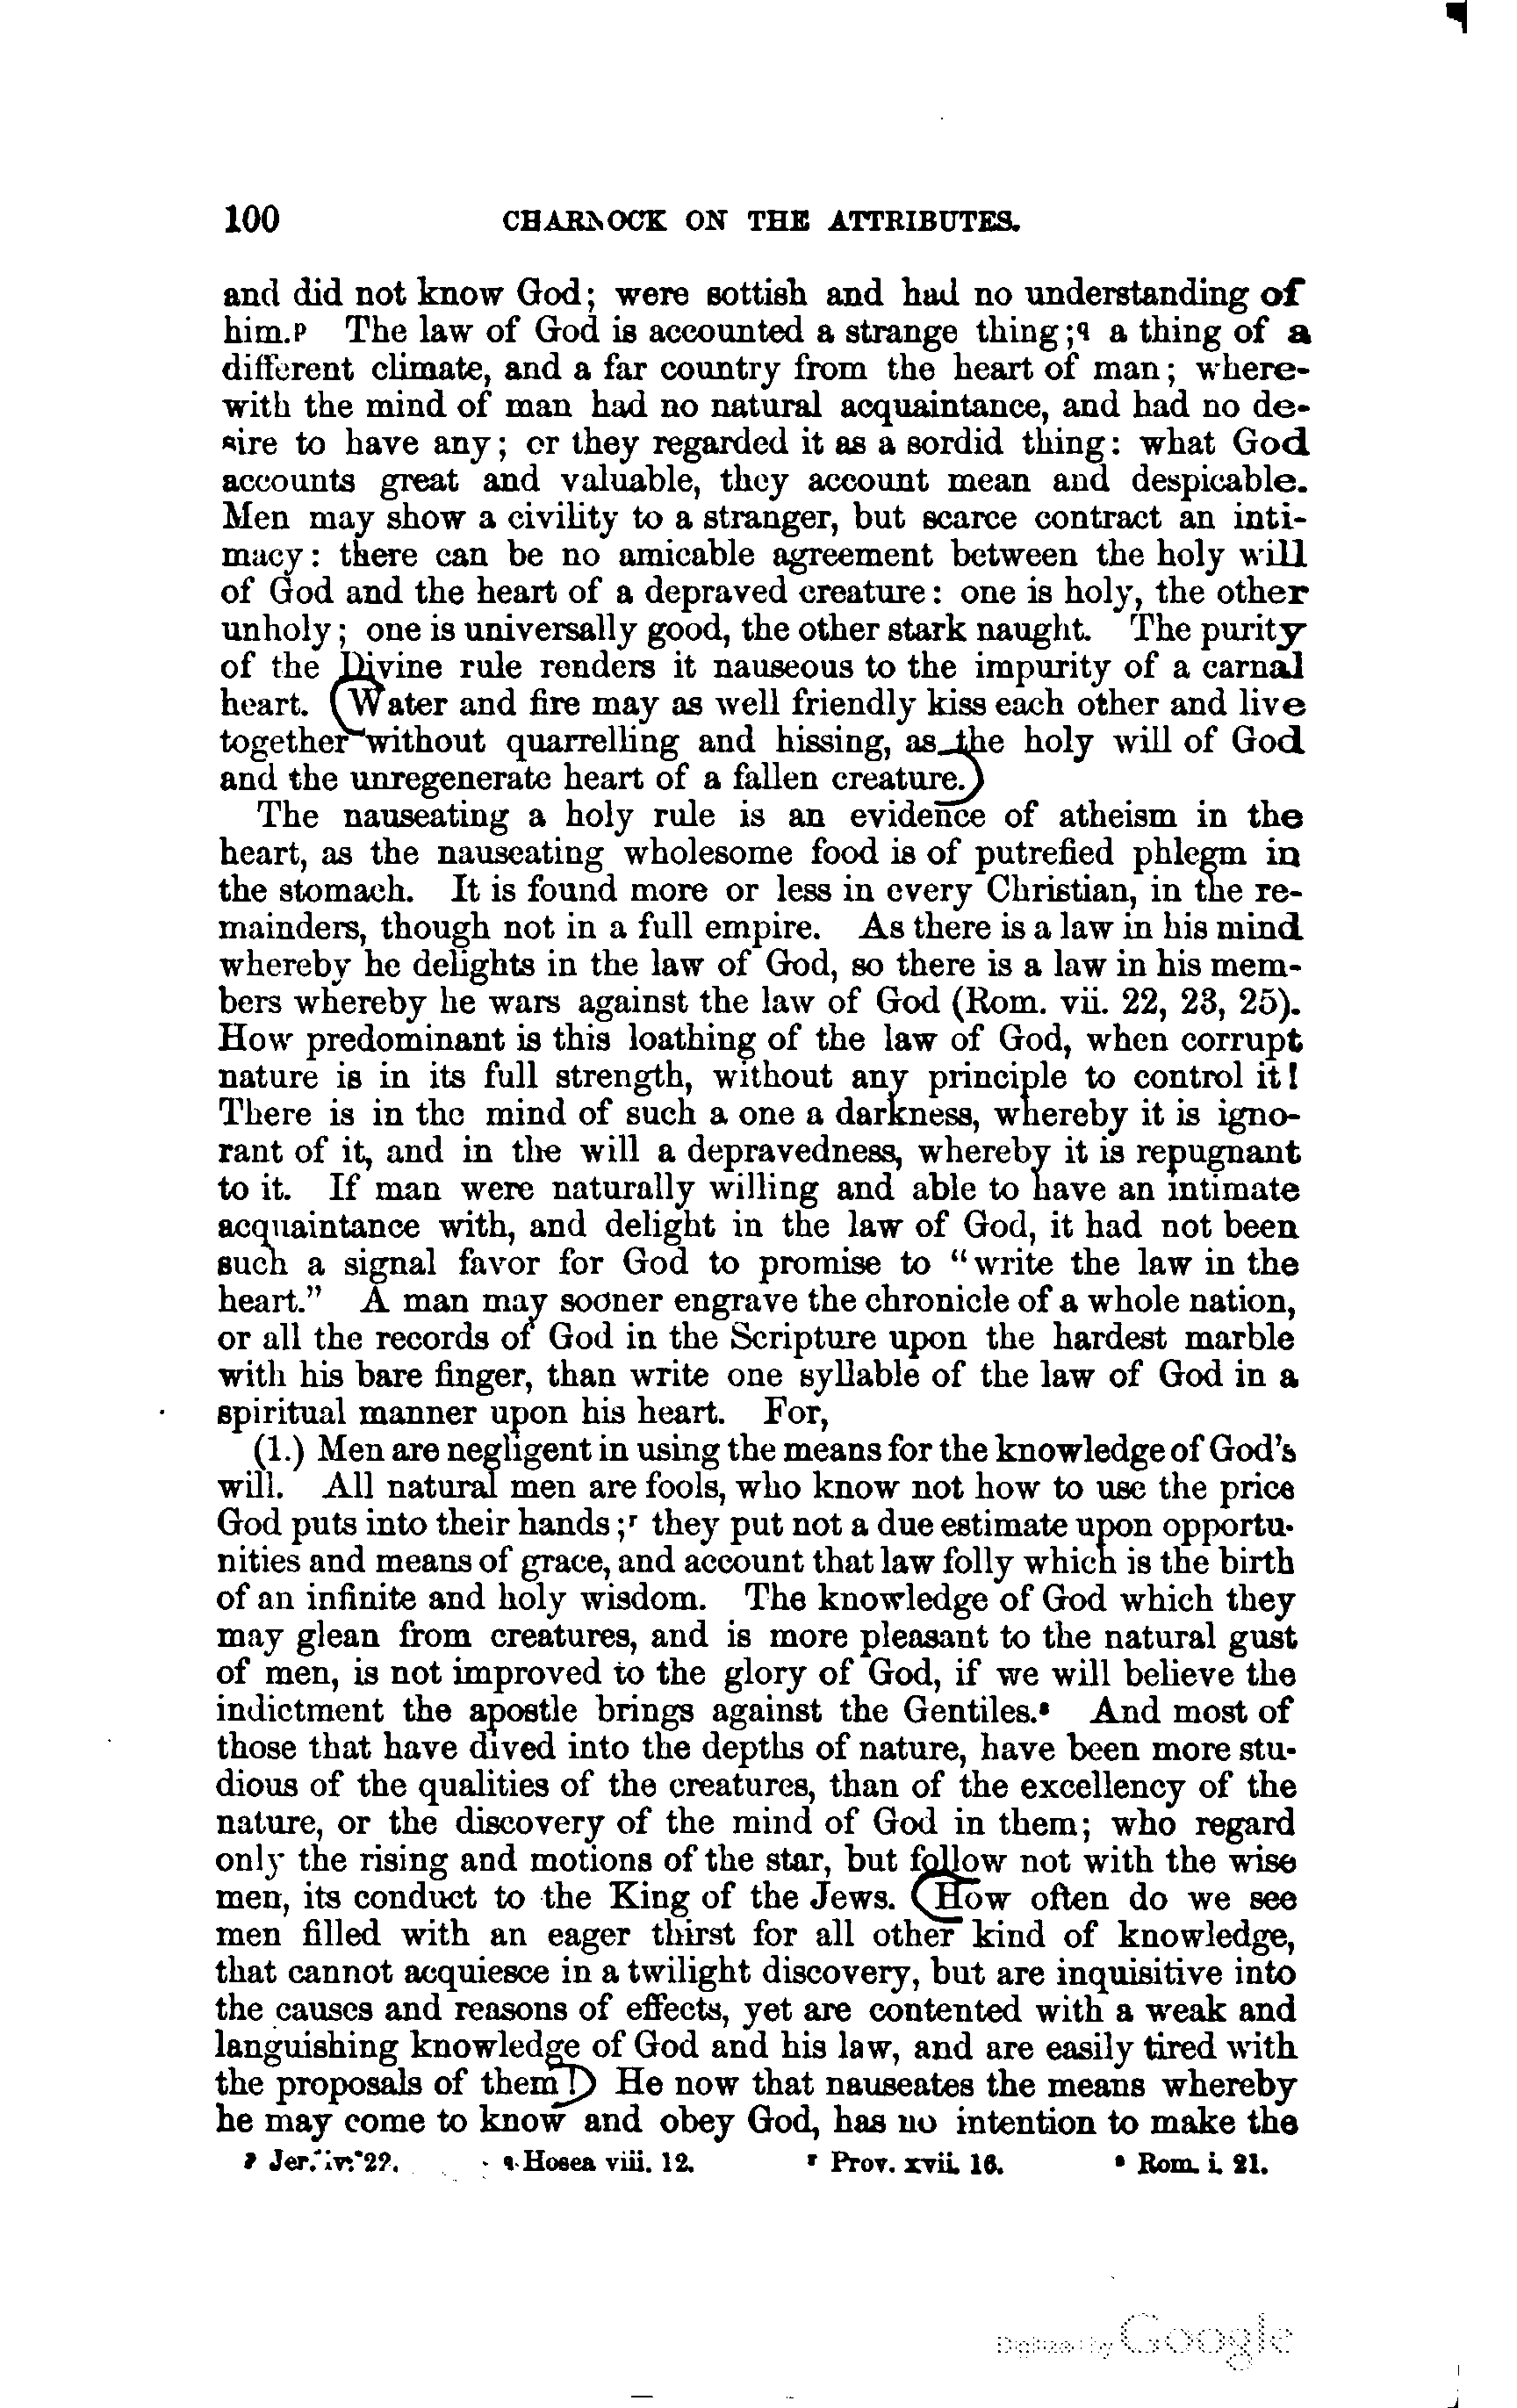 100 CHARNOCK ON THE ATTRIBUTES.
and did not know God; were sottish and had no understanding of
him.p The law of God is accounted a strange thing;q a thing of a
different climate, and a far country from the heart of man; where-
with the mind of man had no natural acquaintance, and had no de-
sire to have any; or they regarded it as a sordid thing: what God
accounts great and valuable, they account mean and despicable.
Men may show a civility to a stranger, but scarce contract an inti-
macy: there can be no amicable agreement between the holy will
of God and the heart of a depraved creature: one is holy, the other
unholy; one is universally good, the other stark naught. The purity
of the Divine rule renders it nauseous to the impurity of a carnal
heart. Water and fire may as well friendly kiss each other and live
together without quarrelling and hissing, as the holy will of God
and the unregenerate heart of a fallen creature.
The nauseating a holy rule is an evidence of atheism in the
heart, as the nauseating wholesome food is of putrefied phlegm in
the stomach. It is found more or less in every Christian, in the re-
mainders, though not in a full empire. As there is a law in his mind
whereby he delights in the law of God, so there is a law in his mem-
bers whereby he wars against the law of God (Rom. vii. 22, 23, 25).
How predominant is this loathing of the law of God, when corrupt
nature is in its full strength, without any principle to control it!
There is in the mind of such a one a darkness, whereby it is igno-
rant of it, and in the will a depravedness, whereby it is repugnant
to it. If man were naturally willing and able to have an intimate
acquaintance with, and delight in the law of God, it had not been
such a signal favor for God to promise to "write the law in the
heart." A man may sooner engrave the chronicle of a whole nation,
or all the records of God in the Scripture upon the hardest marble
with his bare finger, than write one syllable of the law of God in a
spiritual manner upon his heart. For,
(1.) Men are negligent in using the means for the knowledge of God's
will. All natural men are fools, who know not how to use the price
God puts into their hands;r they put not a due estimate upon opportu-
nities and means of grace, and account that law folly which is the birth
of an infinite and holy wisdom. The knowledge of God which they
may glean from creatures, and is more pleasant to the natural gust
of men, is not improved to the glory of God, if we will believe the
indictment the apostle brings against the Gentiles.s And most of
those that have dived into the depths of nature, have been more stu-
dious of the qualities of the creatures, than of the excellency of the
nature, or the discovery of the mind of God in them; who regard
only the rising and motions of the star, but follow not with the wise
men, its conduct to the King of the Jews. How often do we see
men filled with an eager thirst for all other kind of knowledge,
that cannot acquiesce in a twilight discovery, but are inquisitive into
the causes and reasons of effects, yet are contented with a weak and
languishing knowledge of God and his law, and are easily tired with
the proposals of them! He now that nauseates the means whereby
he may come to know and obey God, has no intention to make the
p Jer. iv. 22. q Hosea viii. 12. r Prov. xvii. 16. s Rom. i. 21.
Digitized by Google